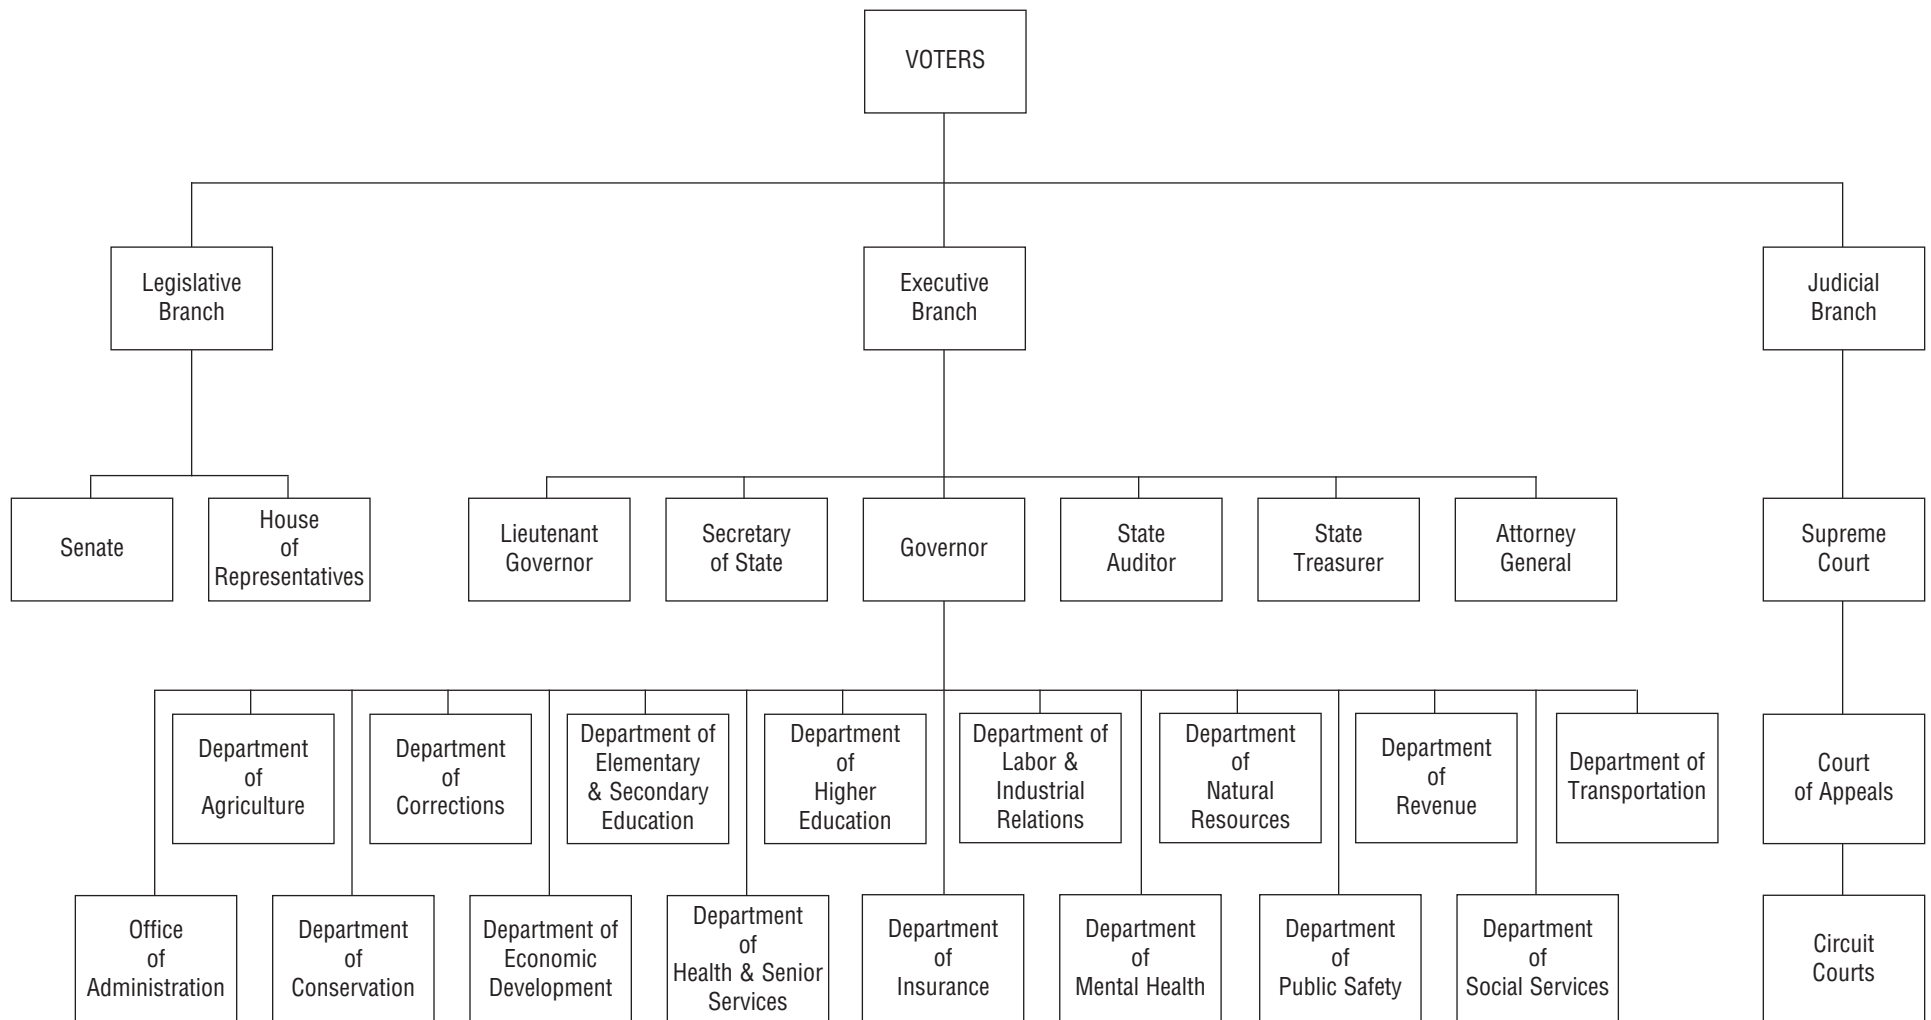 VOTERS
Legislative
Branch
Executive
Branch
Judicial
Branch
Senate
House
of
Representatives
Lieutenant
Governor
Secretary
of State
Governor
State
Auditor
State
Treasurer
Attorney
General
Supreme
Court
Department
of
Agriculture
Department
of
Corrections
Department of
Elementary
& Secondary
Education
Department
of
Higher
Education
Department of
Labor &
Industrial
Relations
Department
of
Natural
Resources
Department
of
Revenue
Department of
Transportation
Court
of Appeals
Office
of
Administration
Department
of
Conservation
Department of
Economic
Development
Department
of
Health & Senior
Services
Department
of
Insurance
Department
of
Mental Health
Department
of
Public Safety
Department
of
Social Services
Circuit
Courts